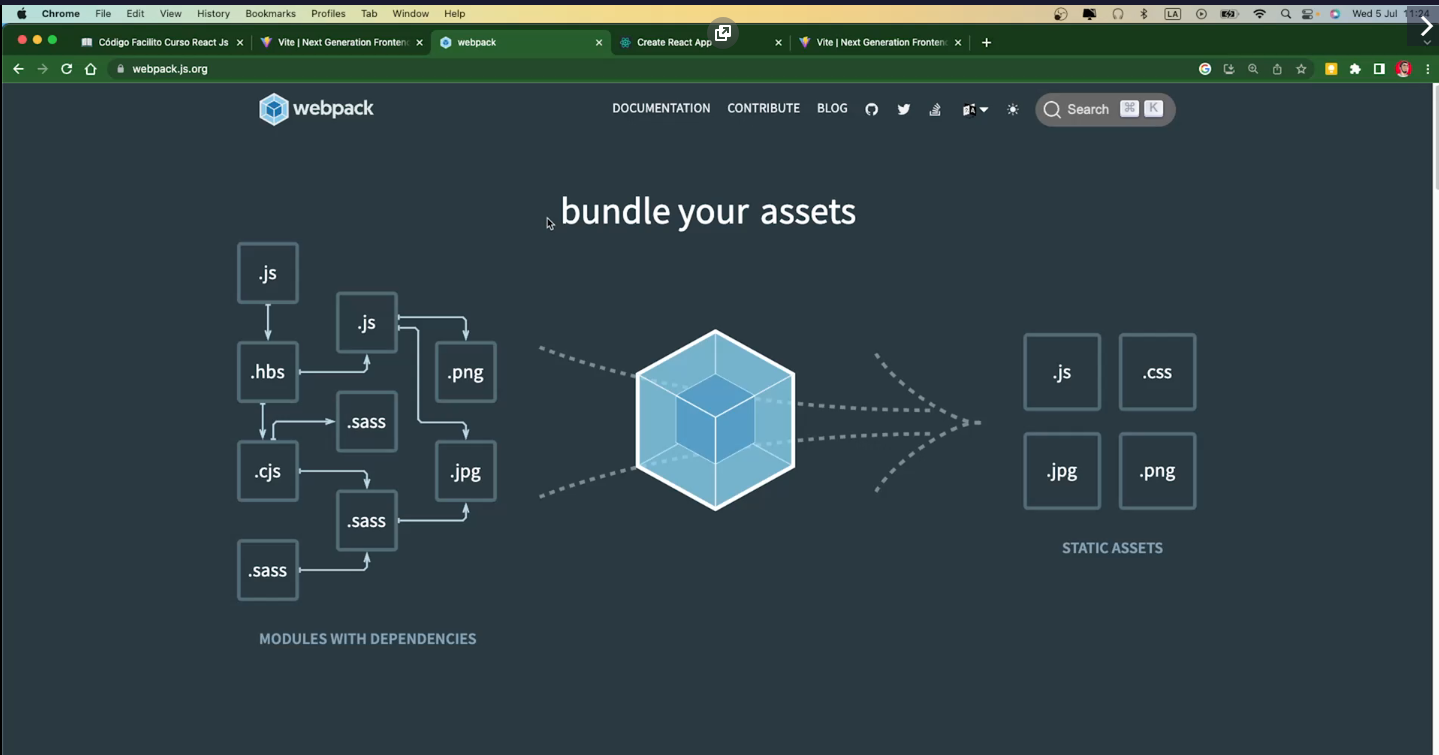 Chrome File Edit View History Bookmarks Profiles Tab Window Help LA Wed 5 Jul 11:24
Código Facilito Curso React Js Vite | Next Generation Frontend webpack Create React App Vite | Next Generation Frontend
webpack.js.org
webpack DOCUMENTATION CONTRIBUTE BLOG Search ⌘ K
bundle your assets
.js
.js
.hbs
.png
.sass
.cjs
.jpg
.sass
.sass
MODULES WITH DEPENDENCIES
.js .css
.jpg .png
STATIC ASSETS